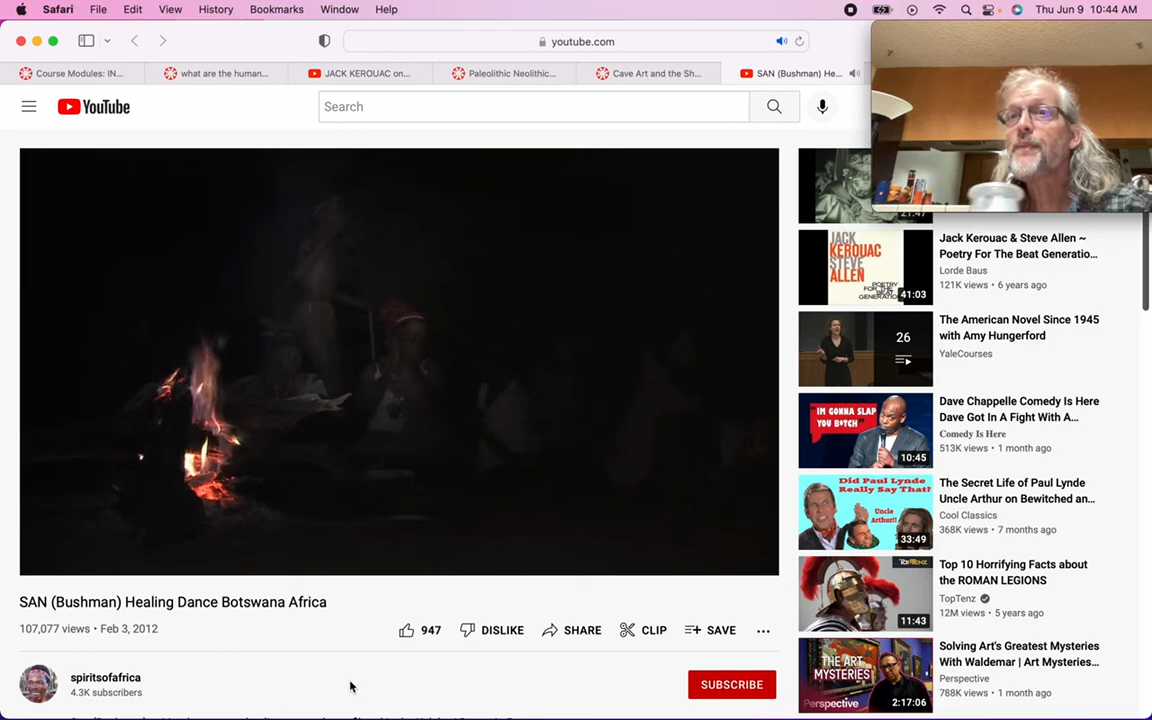 Safari File Edit View History Bookmarks Window Help Thu Jun 9 10:44 AM
youtube.com
Course Modules: IN...
what are the human...
JACK KEROUAC on...
Paleolithic Neolithic...
Cave Art and the Sh...
SAN (Bushman) He...
YouTube
Search
21:47
JACK
KEROUAC
STEVE
ALLEN
POETRY
FOR THE
BEAT
GENERATION
41:03
Jack Kerouac & Steve Allen ~
Poetry For The Beat Generatio...
Lorde Baus
121K views • 6 years ago
26
The American Novel Since 1945
with Amy Hungerford
YaleCourses
"IM GONNA SLAP
YOU B!TCH"
10:45
Dave Chappelle Comedy Is Here
Dave Got In A Fight With A...
Comedy Is Here
513K views • 1 month ago
Did Paul Lynde
Really Say That?
Uncle
Arthur!!
33:49
The Secret Life of Paul Lynde
Uncle Arthur on Bewitched an...
Cool Classics
368K views • 7 months ago
TOPTENZ
11:43
Top 10 Horrifying Facts about
the ROMAN LEGIONS
TopTenz
12M views • 5 years ago
THE ART
MYSTERIES
Perspective
2:17:06
Solving Art's Greatest Mysteries
With Waldemar | Art Mysteries...
Perspective
788K views • 1 month ago
SAN (Bushman) Healing Dance Botswana Africa
107,077 views • Feb 3, 2012
947 DISLIKE SHARE CLIP SAVE
spiritsofafrica
4.3K subscribers
SUBSCRIBE